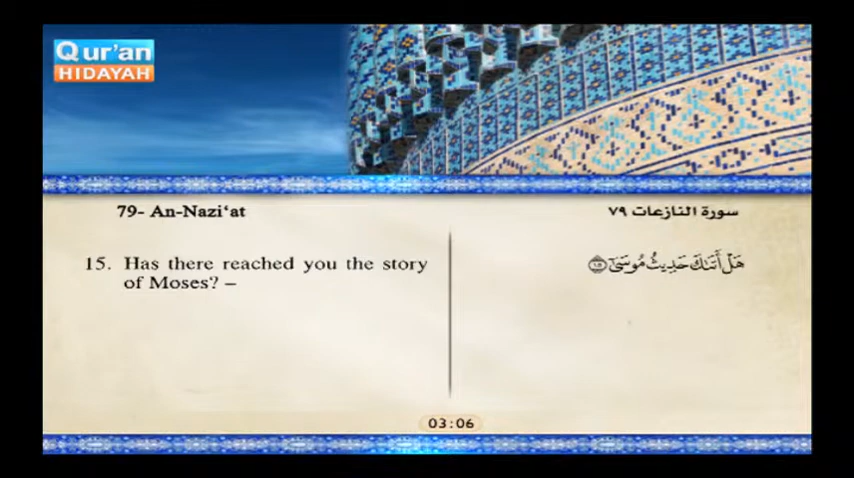 Qur'an
HIDAYAH
79- An-Nazi‘at
سورة النازعات ٧٩
15. Has there reached you the story
of Moses? –
هَلْ أَتَىٰكَ حَدِيثُ مُوسَىٰٓ ١٥
03:06